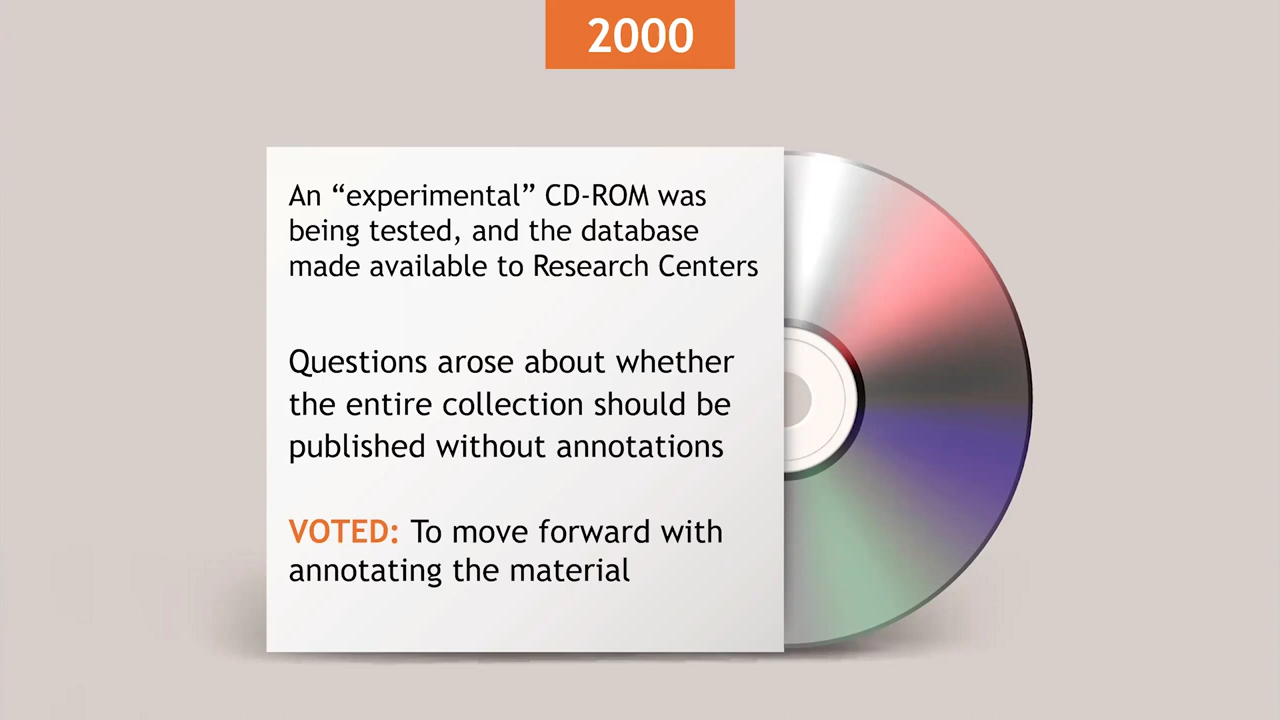 2000
An “experimental” CD-ROM was
being tested, and the database
made available to Research Centers
Questions arose about whether
the entire collection should be
published without annotations
VOTED: To move forward with
annotating the material